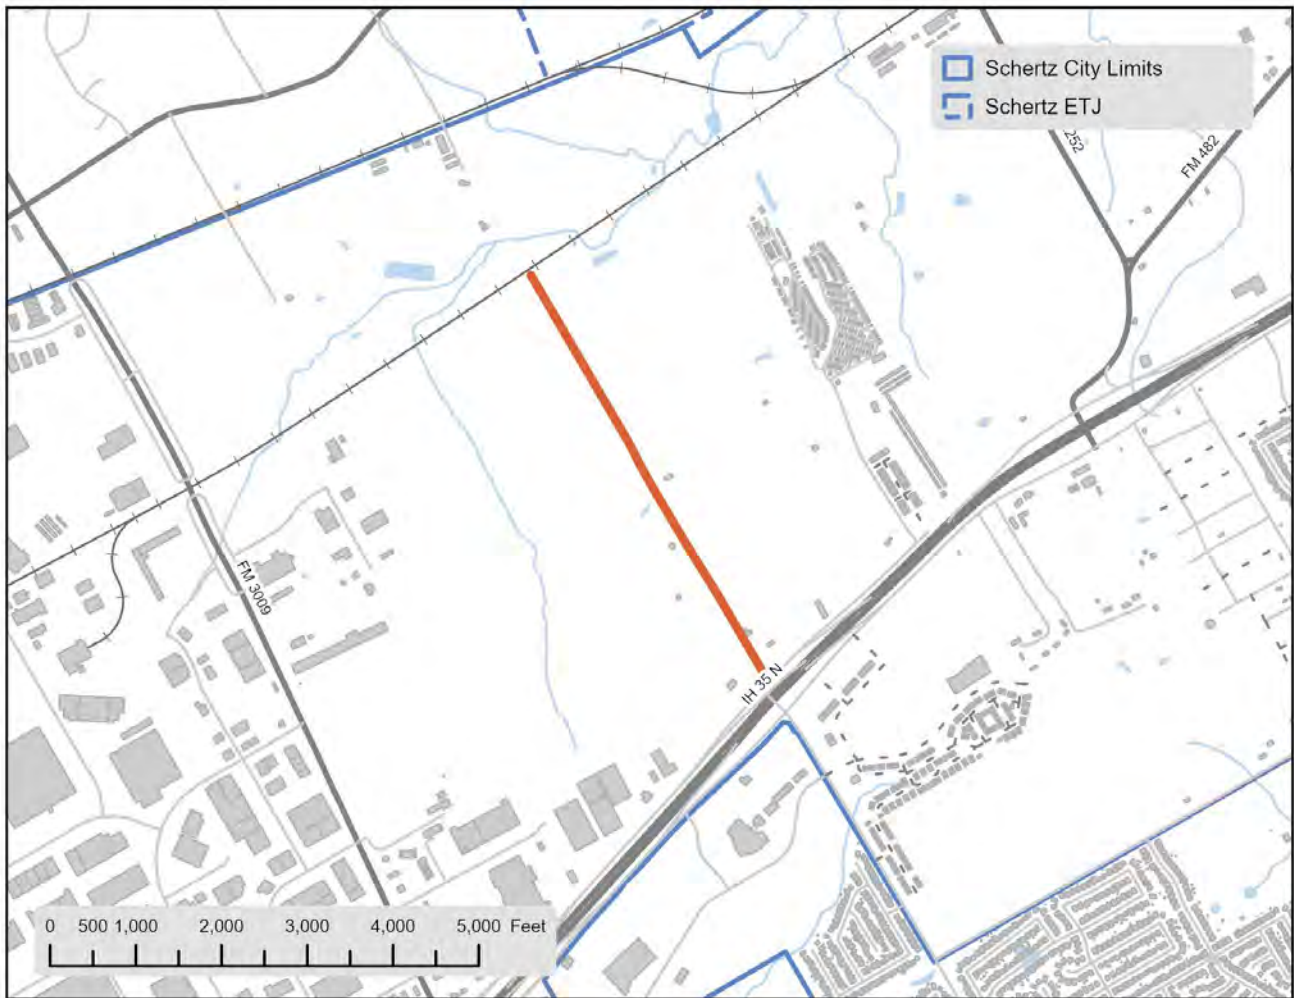 Schertz City Limits
Schertz ETJ
252
FM 482
FM 3009
IH 35 N
0 500 1,000 2,000 3,000 4,000 5,000 Feet